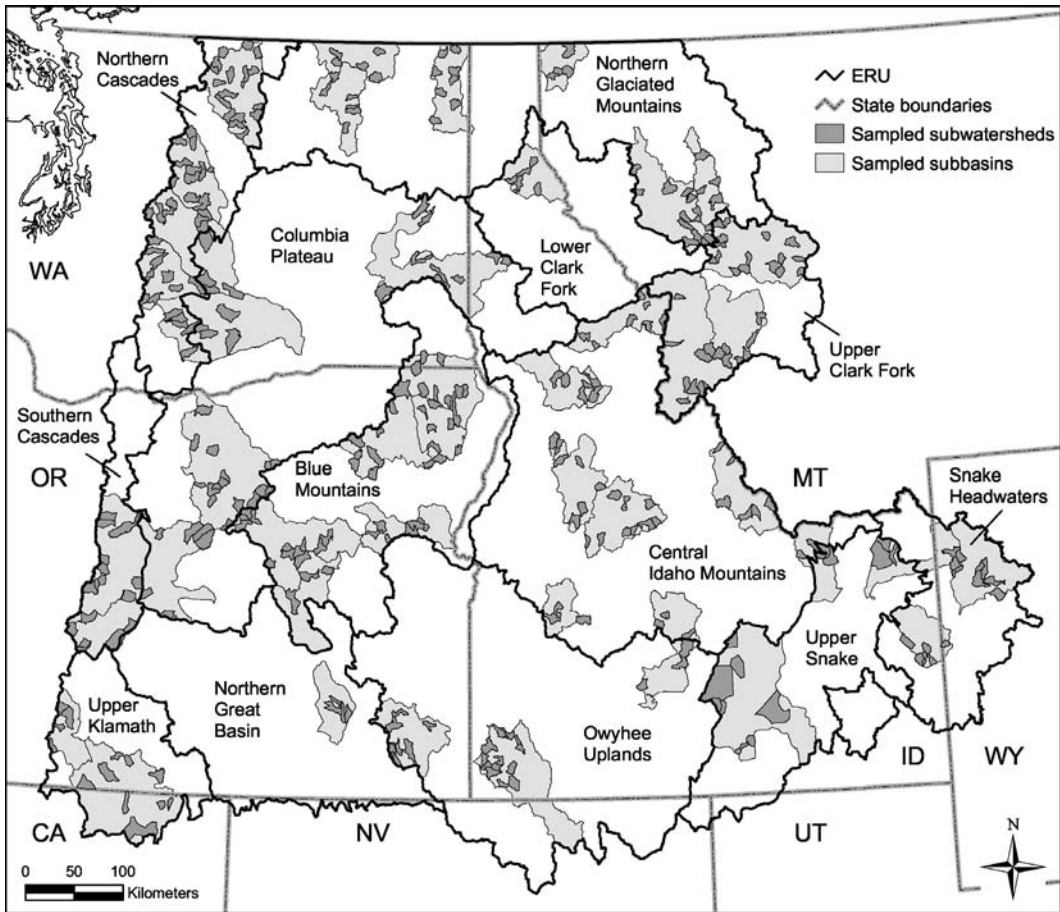 Northern
Cascades
Northern
Glaciated
Mountains
ERU
State boundaries
Sampled subwatersheds
Sampled subbasins
Columbia
Plateau
Lower
Clark
Fork
WA
Upper
Clark Fork
Southern
Cascades
OR
Blue
Mountains
MT
Snake
Headwaters
Central
Idaho Mountains
Upper
Snake
Upper
Klamath
Northern
Great
Basin
Owyhee
Uplands
ID
WY
CA
NV
UT
N
0 50 100
Kilometers